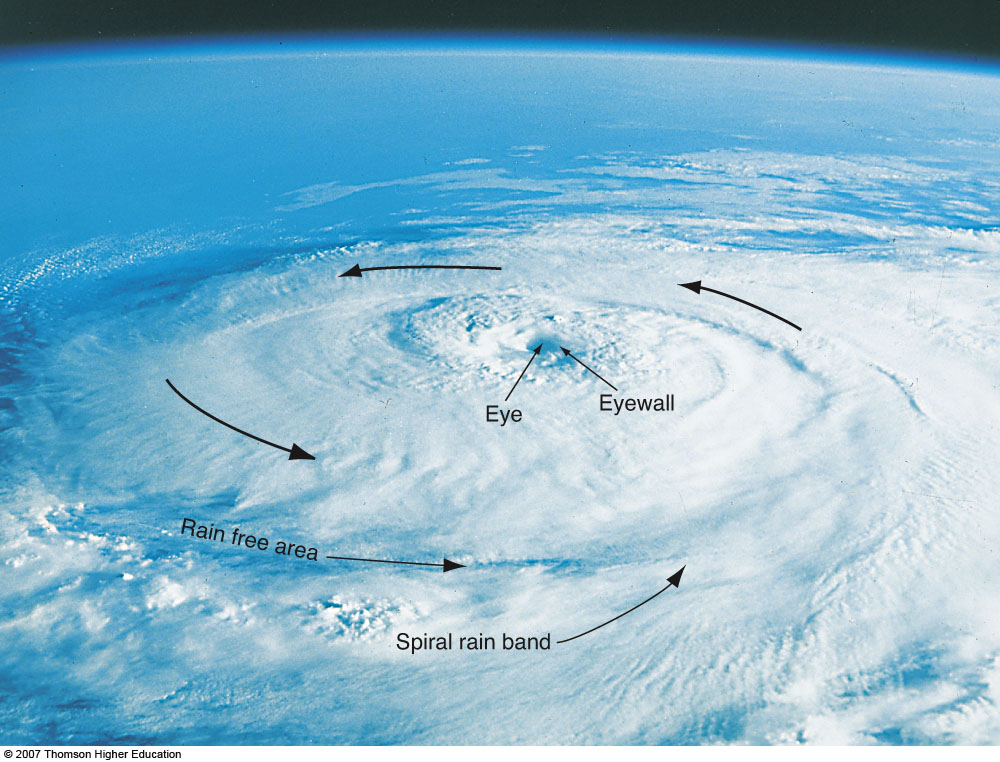 Eye
Eyewall
Rain free area
Spiral rain band
© 2007 Thomson Higher Education